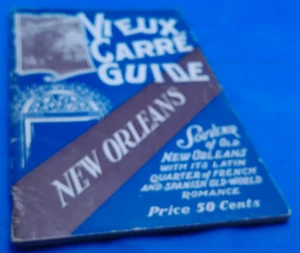 VIEUX
CARRÉ
GUIDE
NEW ORLEANS
SOUVENIR
of OLD
NEW ORLEANS
WITH ITS LATIN
QUARTER of FRENCH
AND SPANISH OLD-WORLD
ROMANCE
Price 50 Cents